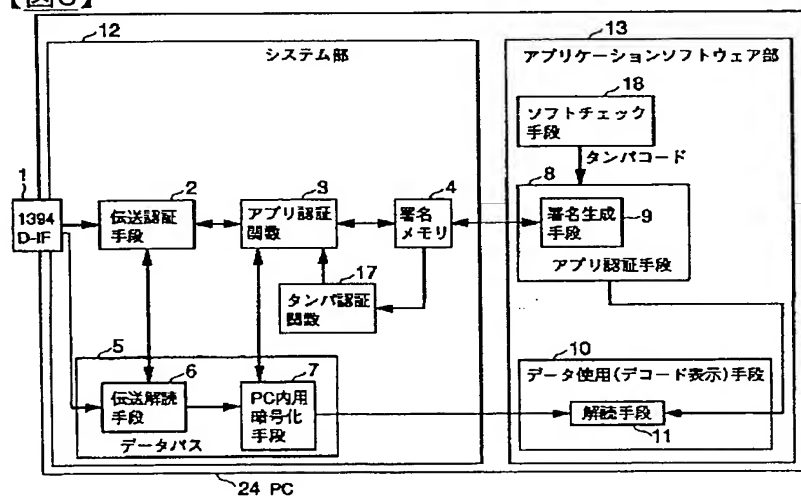 12
システム部
13
アプリケーションソフトウェア部
18
ソフトチェック
手段
タンパコード
1
1394
D-IF
2
伝送認証
手段
3
アプリ認証
関数
4
署名
メモリ
8
署名生成
手段
9
アプリ認証手段
17
タンパ認証
関数
5
6
伝送解読
手段
データパス
7
PC内用
暗号化
手段
10
データ使用(デコード表示)手段
解読手段
11
24 PC